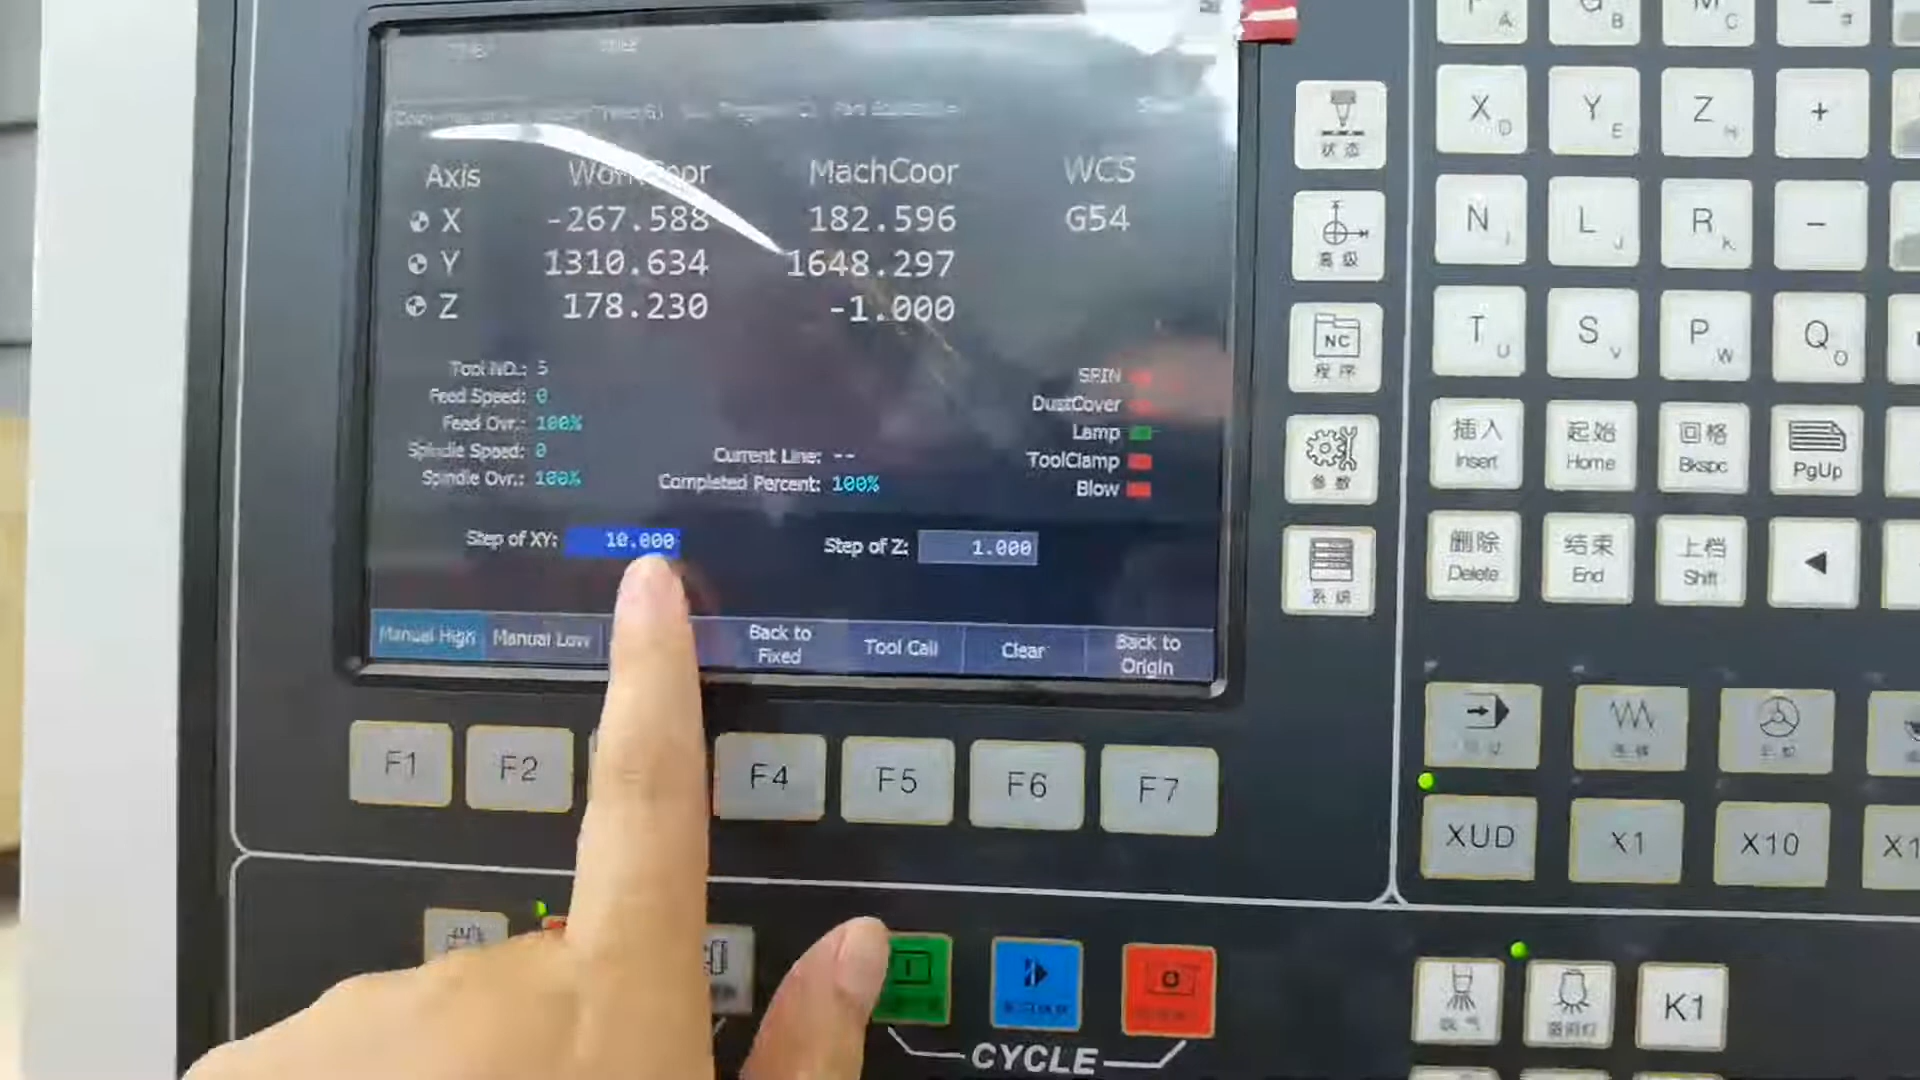 Axis WorkCoor MachCoor WCS
X -267.588 182.596 G54
Y 1310.634 1648.297
Z 178.230 -1.000
Tool NO.: 5
Feed Speed: 0
Feed Ovr.: 100%
Spindle Speed: 0
Spindle Ovr.: 100%
Current Line: --
Completed Percent: 100%
SPIN
DustCover
Lamp
ToolClamp
Blow
Step of XY: 10.000
Step of Z: 1.000
Manual High
Manual Low
Back to
Fixed
Tool Call
Clear
Back to
Origin
F1 F2 F4 F5 F6 F7
状态
高级
NC
程序
参数
系统
A B C
X D Y E Z H +
N I L J R K -
T U S V P W Q O
插入
Insert
起始
Home
回格
Bkspc
PgUp
删除
Delete
结束
End
上档
Shift
XUD X1 X10
K1
CYCLE